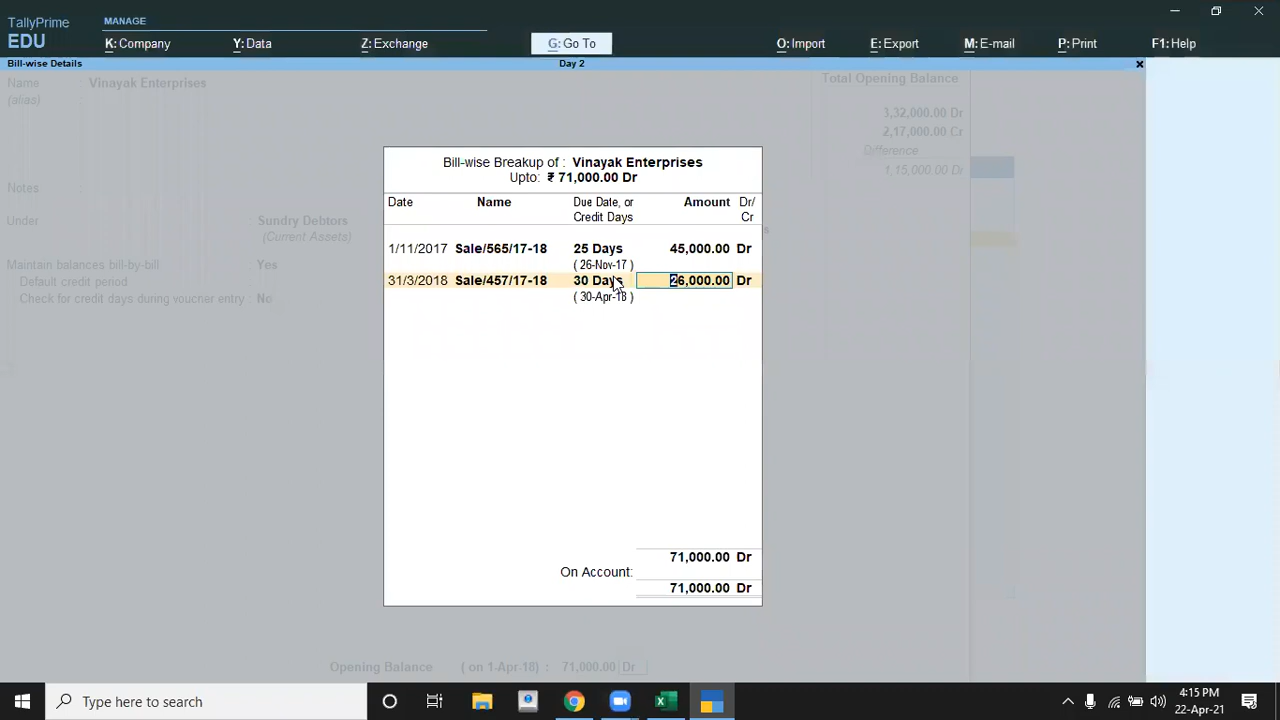 TallyPrime
EDU
MANAGE
K: Company
Y: Data
Z: Exchange
G: Go To
O: Import
E: Export
M: E-mail
P: Print
F1: Help
Bill-wise Details
Day 2
Name : Vinayak Enterprises
(alias) :
Total Opening Balance
3,32,000.00 Dr
2,17,000.00 Cr
Difference
1,15,000.00 Dr
Notes :
Under : Sundry Debtors
(Current Assets)
Maintain balances bill-by-bill : Yes
Default credit period :
Check for credit days during voucher entry : No
Bill-wise Breakup of : Vinayak Enterprises
Upto: ₹ 71,000.00 Dr
Date Name Due Date, or Amount Dr/
Credit Days Cr
1/11/2017 Sale/565/17-18 25 Days 45,000.00 Dr
( 26-Nov-17 )
31/3/2018 Sale/457/17-18 30 Days 26,000.00 Dr
( 30-Apr-18 )
71,000.00 Dr
On Account:
71,000.00 Dr
Opening Balance ( on 1-Apr-18) : 71,000.00 Dr
Type here to search
4:15 PM
22-Apr-21